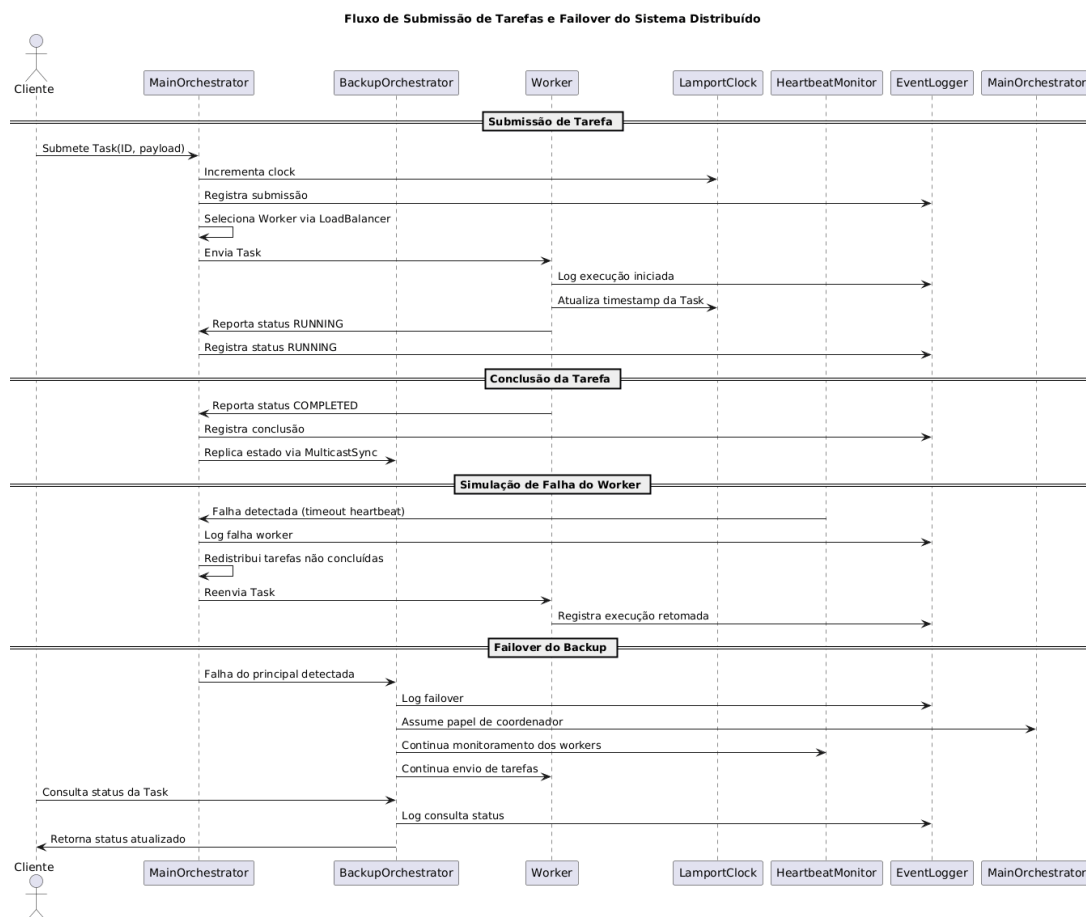 Fluxo de Submissão de Tarefas e Failover do Sistema Distribuído
Cliente
MainOrchestrator
BackupOrchestrator
Worker
LamportClock
HeartbeatMonitor
EventLogger
MainOrchestrator
Submissão de Tarefa
Submete Task(ID, payload)
Incrementa clock
Registra submissão
Seleciona Worker via LoadBalancer
Envia Task
Log execução iniciada
Atualiza timestamp da Task
Reporta status RUNNING
Registra status RUNNING
Conclusão da Tarefa
Reporta status COMPLETED
Registra conclusão
Replica estado via MulticastSync
Simulação de Falha do Worker
Falha detectada (timeout heartbeat)
Log falha worker
Redistribui tarefas não concluídas
Reenvia Task
Registra execução retomada
Failover do Backup
Falha do principal detectada
Log failover
Assume papel de coordenador
Continua monitoramento dos workers
Continua envio de tarefas
Consulta status da Task
Log consulta status
Retorna status atualizado
Cliente
MainOrchestrator
BackupOrchestrator
Worker
LamportClock
HeartbeatMonitor
EventLogger
MainOrchestrator